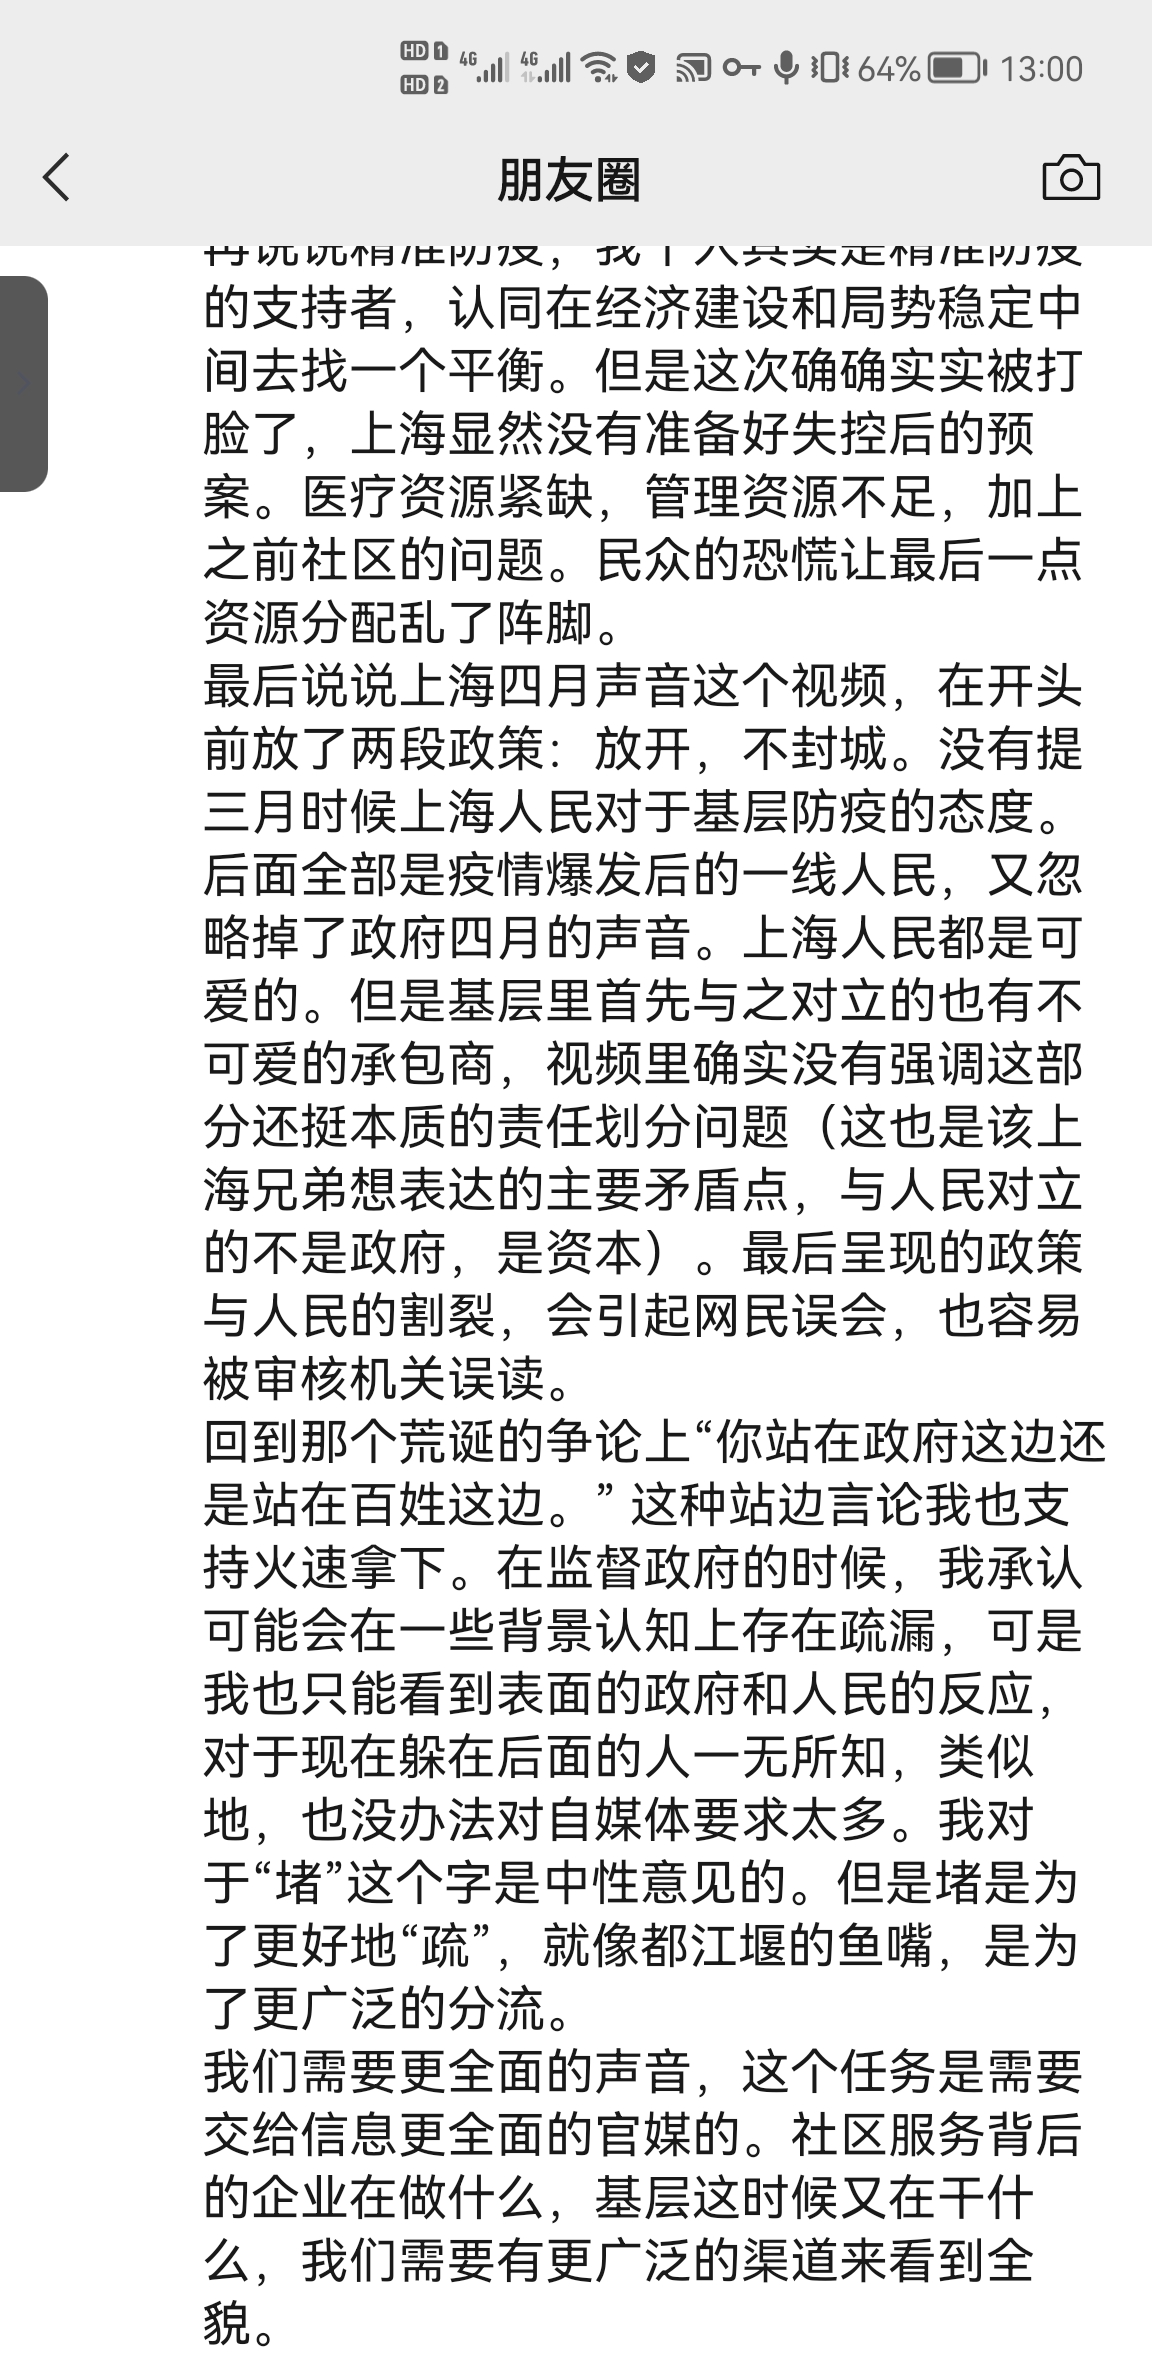 HD 1 4G 4G 64% 13:00
HD 2
朋友圈
再说说精准防疫，我个人其实是精准防疫
的支持者，认同在经济建设和局势稳定中
间去找一个平衡。但是这次确确实实被打
脸了，上海显然没有准备好失控后的预
案。医疗资源紧缺，管理资源不足，加上
之前社区的问题。民众的恐慌让最后一点
资源分配乱了阵脚。
最后说说上海四月声音这个视频，在开头
前放了两段政策：放开，不封城。没有提
三月时候上海人民对于基层防疫的态度。
后面全部是疫情爆发后的一线人民，又忽
略掉了政府四月的声音。上海人民都是可
爱的。但是基层里首先与之对立的也有不
可爱的承包商，视频里确实没有强调这部
分还挺本质的责任划分问题（这也是该上
海兄弟想表达的主要矛盾点，与人民对立
的不是政府，是资本）。最后呈现的政策
与人民的割裂，会引起网民误会，也容易
被审核机关误读。
回到那个荒诞的争论上“你站在政府这边还
是站在百姓这边。” 这种站边言论我也支
持火速拿下。在监督政府的时候，我承认
可能会在一些背景认知上存在疏漏，可是
我也只能看到表面的政府和人民的反应，
对于现在躲在后面的人一无所知，类似
地，也没办法对自媒体要求太多。我对
于“堵”这个字是中性意见的。但是堵是为
了更好地“疏”，就像都江堰的鱼嘴，是为
了更广泛的分流。
我们需要更全面的声音，这个任务是需要
交给信息更全面的官媒的。社区服务背后
的企业在做什么，基层这时候又在干什
么，我们需要有更广泛的渠道来看到全
貌。